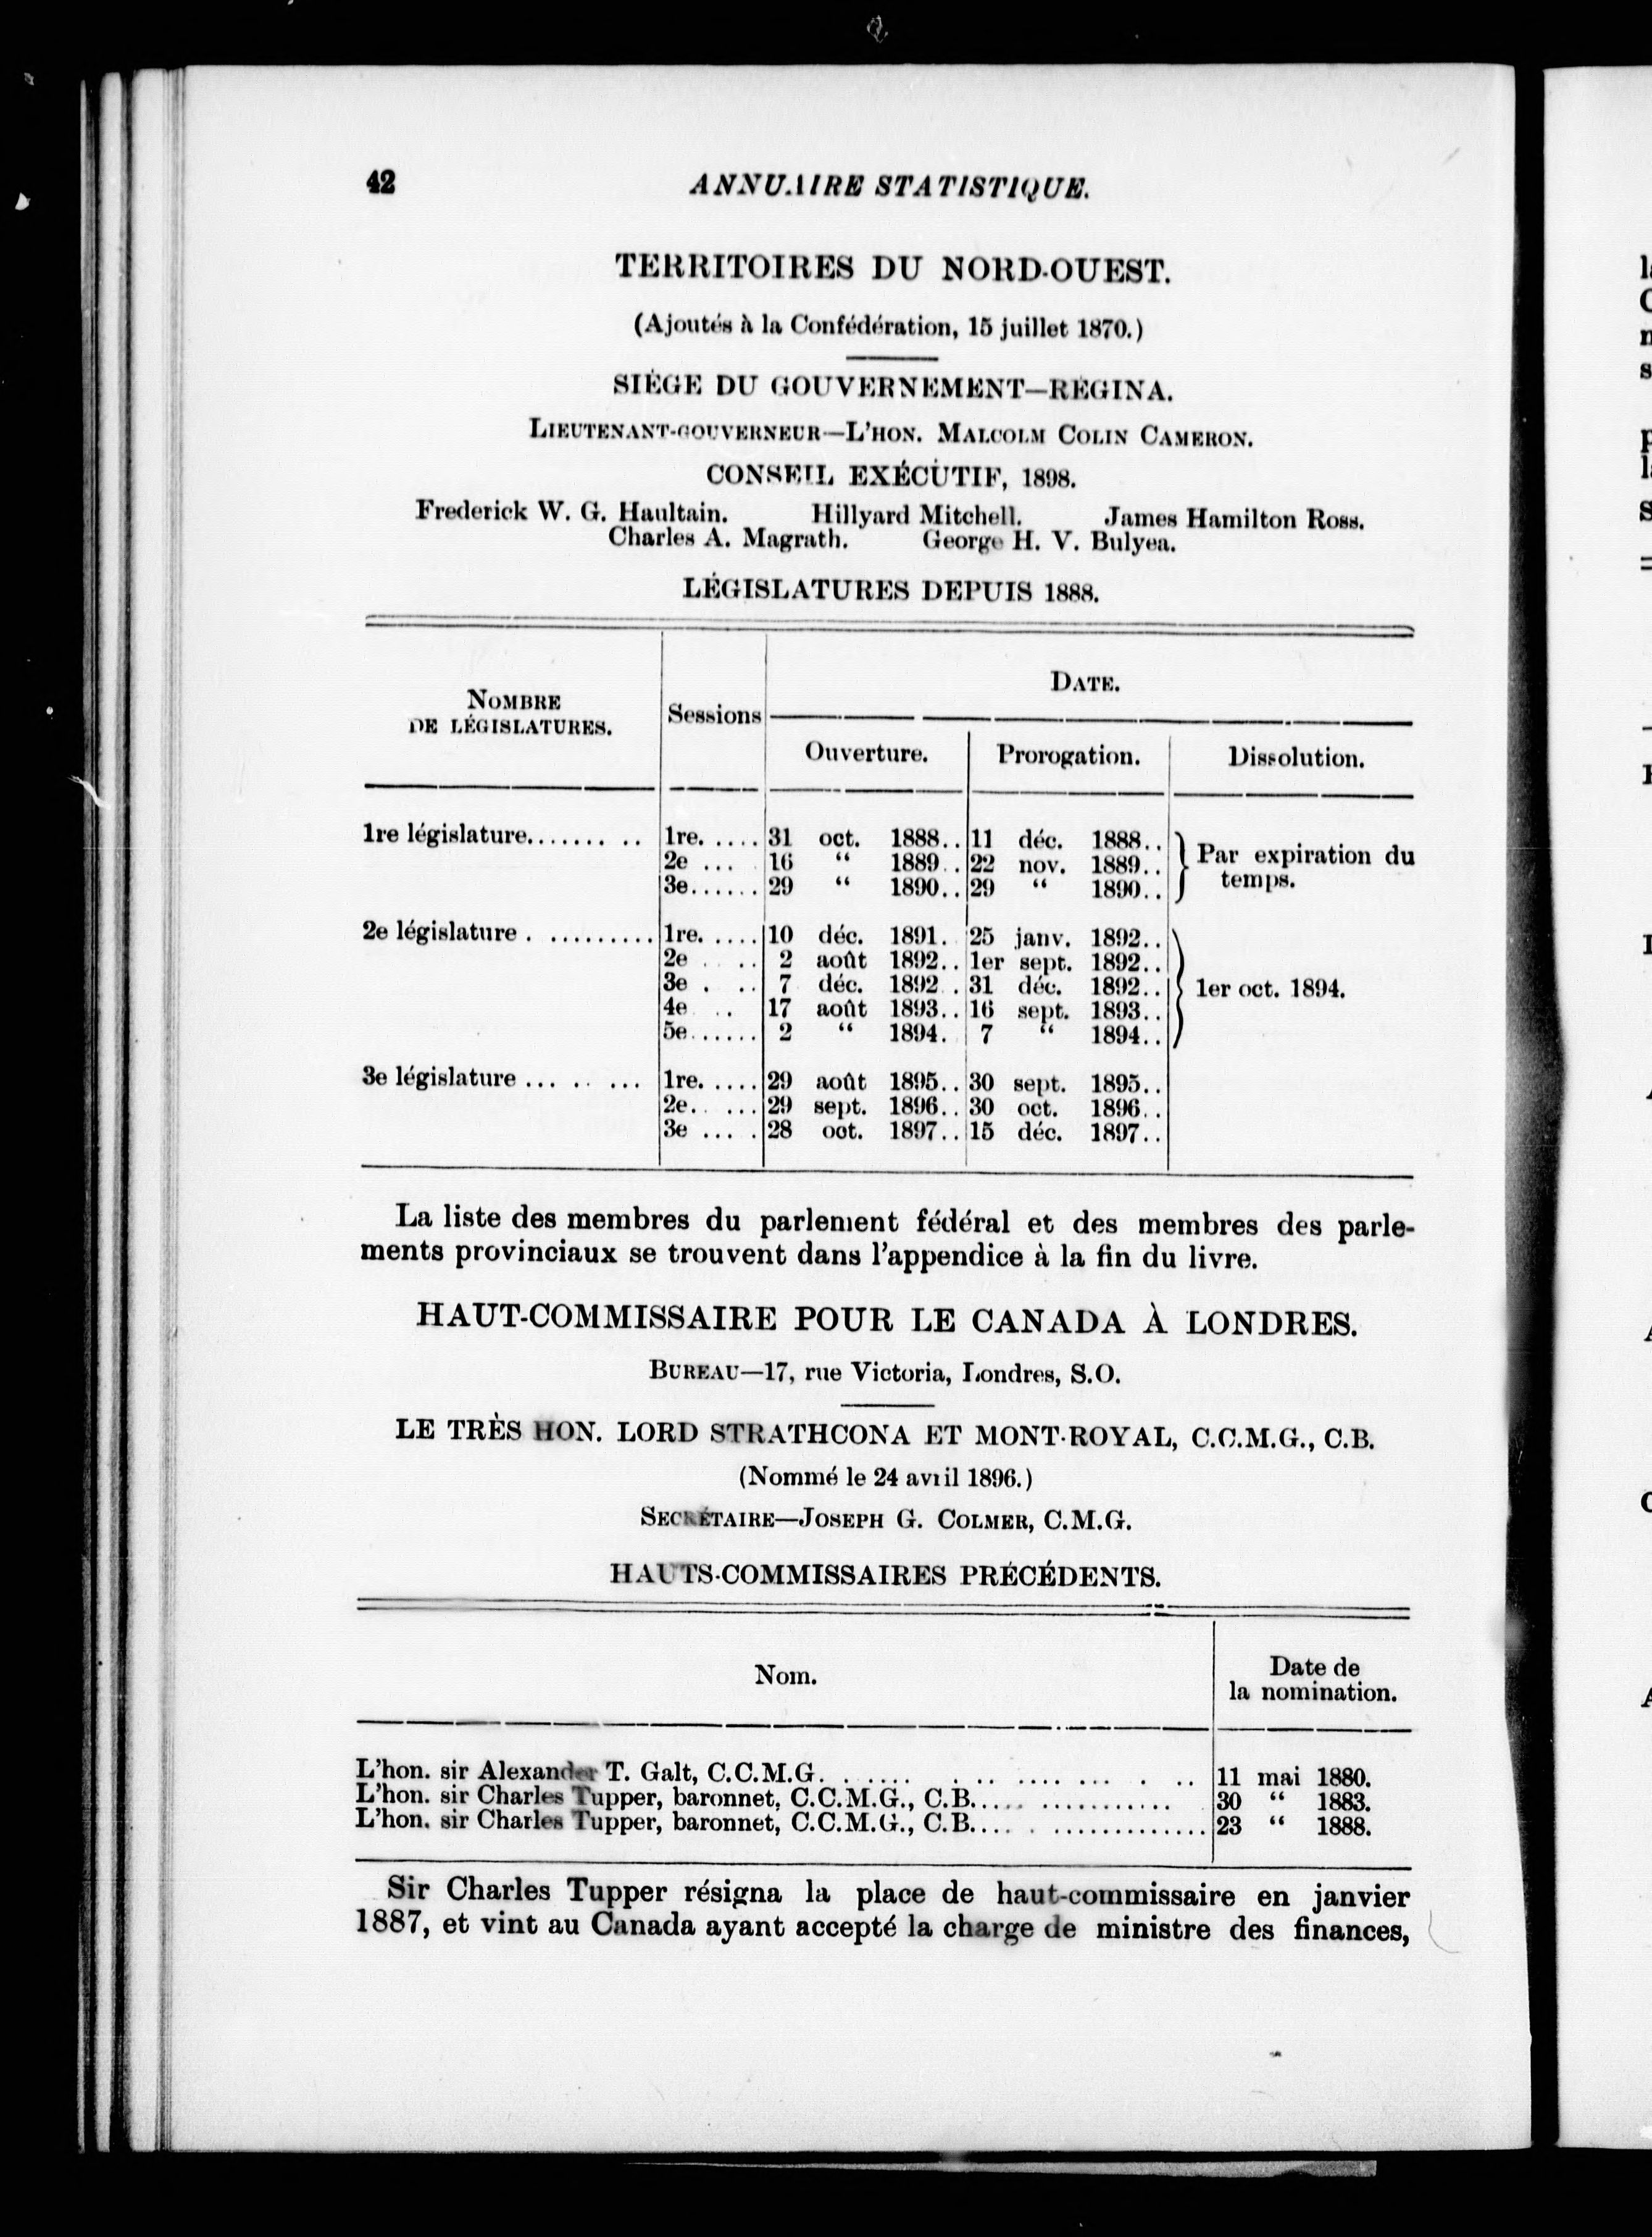 42 ANNUAIRE STATISTIQUE.
TERRITOIRES DU NORD-OUEST.
(Ajoutés à la Confédération, 15 juillet 1870.)
SIÈGE DU GOUVERNEMENT—RÉGINA.
LIEUTENANT-GOUVERNEUR—L'HON. MALCOLM COLIN CAMERON.
CONSEIL EXÉCUTIF, 1898.
Frederick W. G. Haultain. Hillyard Mitchell. James Hamilton Ross.
Charles A. Magrath. George H. V. Bulyea.
LÉGISLATURES DEPUIS 1888.
NOMBRE DE LÉGISLATURES. Sessions DATE.
Ouverture. Prorogation. Dissolution.
1re législature......... 1re..... 31 oct. 1888.. 11 déc. 1888.. Par expiration du
2e ... 16 “ 1889.. 22 nov. 1889.. temps.
3e...... 29 “ 1890.. 29 “ 1890..
2e législature . ......... 1re..... 10 déc. 1891. 25 janv. 1892..
2e . .. 2 août 1892.. 1er sept. 1892..
3e . .. 7 déc. 1892. . 31 déc. 1892.. 1er oct. 1894.
4e . .. 17 août 1893.. 16 sept. 1893..
5e...... 2 “ 1894. 7 “ 1894..
3e législature ... .. ... 1re..... 29 août 1895.. 30 sept. 1895..
2e.. ... 29 sept. 1896.. 30 oct. 1896..
3e .... . 28 oct. 1897.. 15 déc. 1897..
La liste des membres du parlement fédéral et des membres des parle-
ments provinciaux se trouvent dans l'appendice à la fin du livre.
HAUT-COMMISSAIRE POUR LE CANADA À LONDRES.
BUREAU—17, rue Victoria, Londres, S.O.
LE TRÈS HON. LORD STRATHCONA ET MONT-ROYAL, C.C.M.G., C.B.
(Nommé le 24 avril 1896.)
SECRÉTAIRE—JOSEPH G. COLMER, C.M.G.
HAUTS-COMMISSAIRES PRÉCÉDENTS.
Nom. Date de la nomination.
L'hon. sir Alexander T. Galt, C.C.M.G. ...... . .. .... ... . .. 11 mai 1880.
L'hon. sir Charles Tupper, baronnet, C.C.M.G., C.B..... ............ 30 “ 1883.
L'hon. sir Charles Tupper, baronnet, C.C.M.G., C.B.... . .............. 23 “ 1888.
Sir Charles Tupper résigna la place de haut-commissaire en janvier
1887, et vint au Canada ayant accepté la charge de ministre des finances,